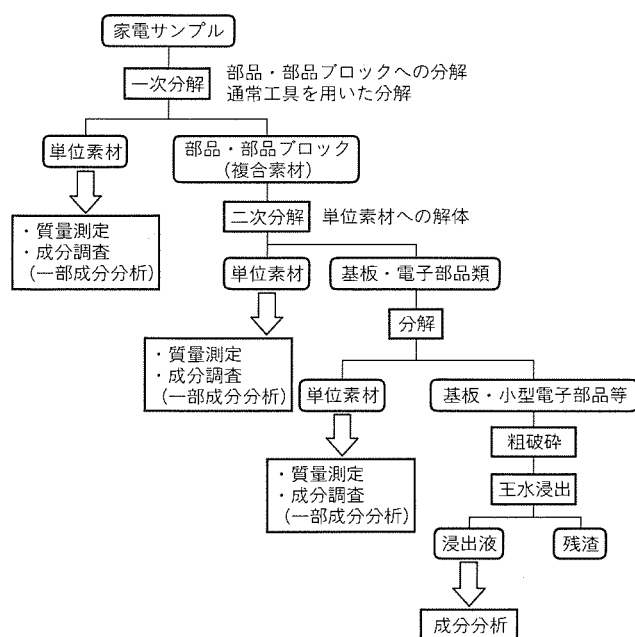 家電サンプル
一次分解
部品・部品ブロックへの分解
通常工具を用いた分解
単位素材
部品・部品ブロック
(複合素材)
・質量測定
・成分調査
(一部成分分析)
二次分解
単位素材への解体
単位素材
基板・電子部品類
・質量測定
・成分調査
(一部成分分析)
分解
単位素材
基板・小型電子部品等
・質量測定
・成分調査
(一部成分分析)
粗破砕
王水浸出
浸出液
残渣
成分分析